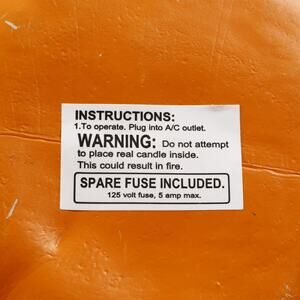 INSTRUCTIONS:
1.To operate. Plug into A/C outlet.
WARNING: Do not attempt
to place real candle inside.
This could result in fire.
SPARE FUSE INCLUDED.
125 volt fuse, 5 amp max.